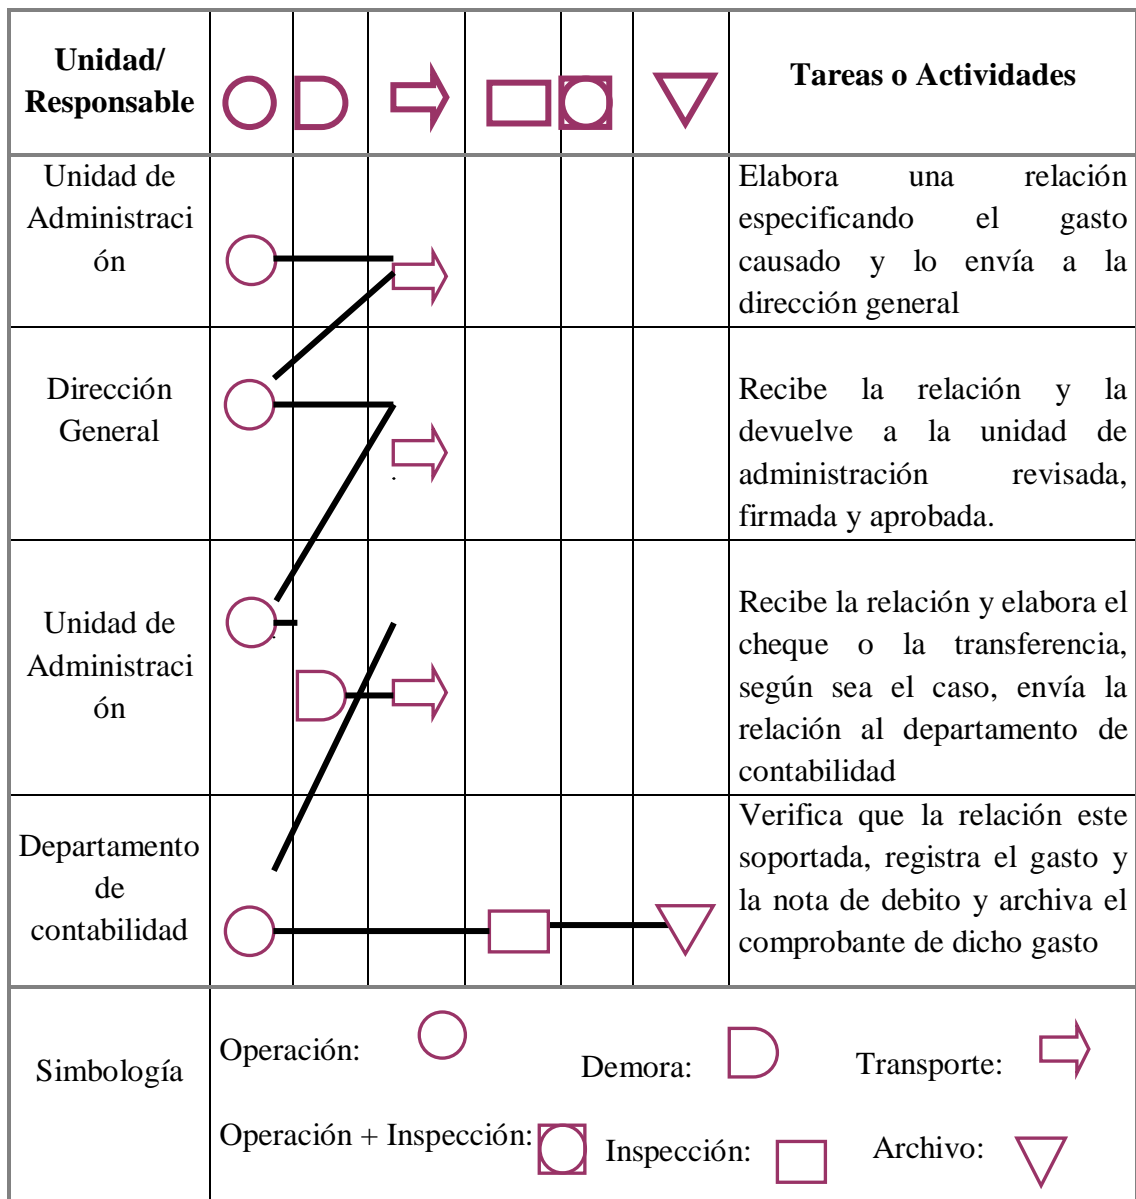 Unidad/
Responsable
Tareas o Actividades
Unidad de
Administraci
ón
Elabora una relación
especificando el gasto
causado y lo envía a la
dirección general
Dirección
General
Recibe la relación y la
devuelve a la unidad de
administración revisada,
firmada y aprobada.
Unidad de
Administraci
ón
Recibe la relación y elabora el
cheque o la transferencia,
según sea el caso, envía la
relación al departamento de
contabilidad
Departamento
de
contabilidad
Verifica que la relación este
soportada, registra el gasto y
la nota de debito y archiva el
comprobante de dicho gasto
Simbología
Operación:
Demora:
Transporte:
Operación + Inspección:
Inspección:
Archivo: